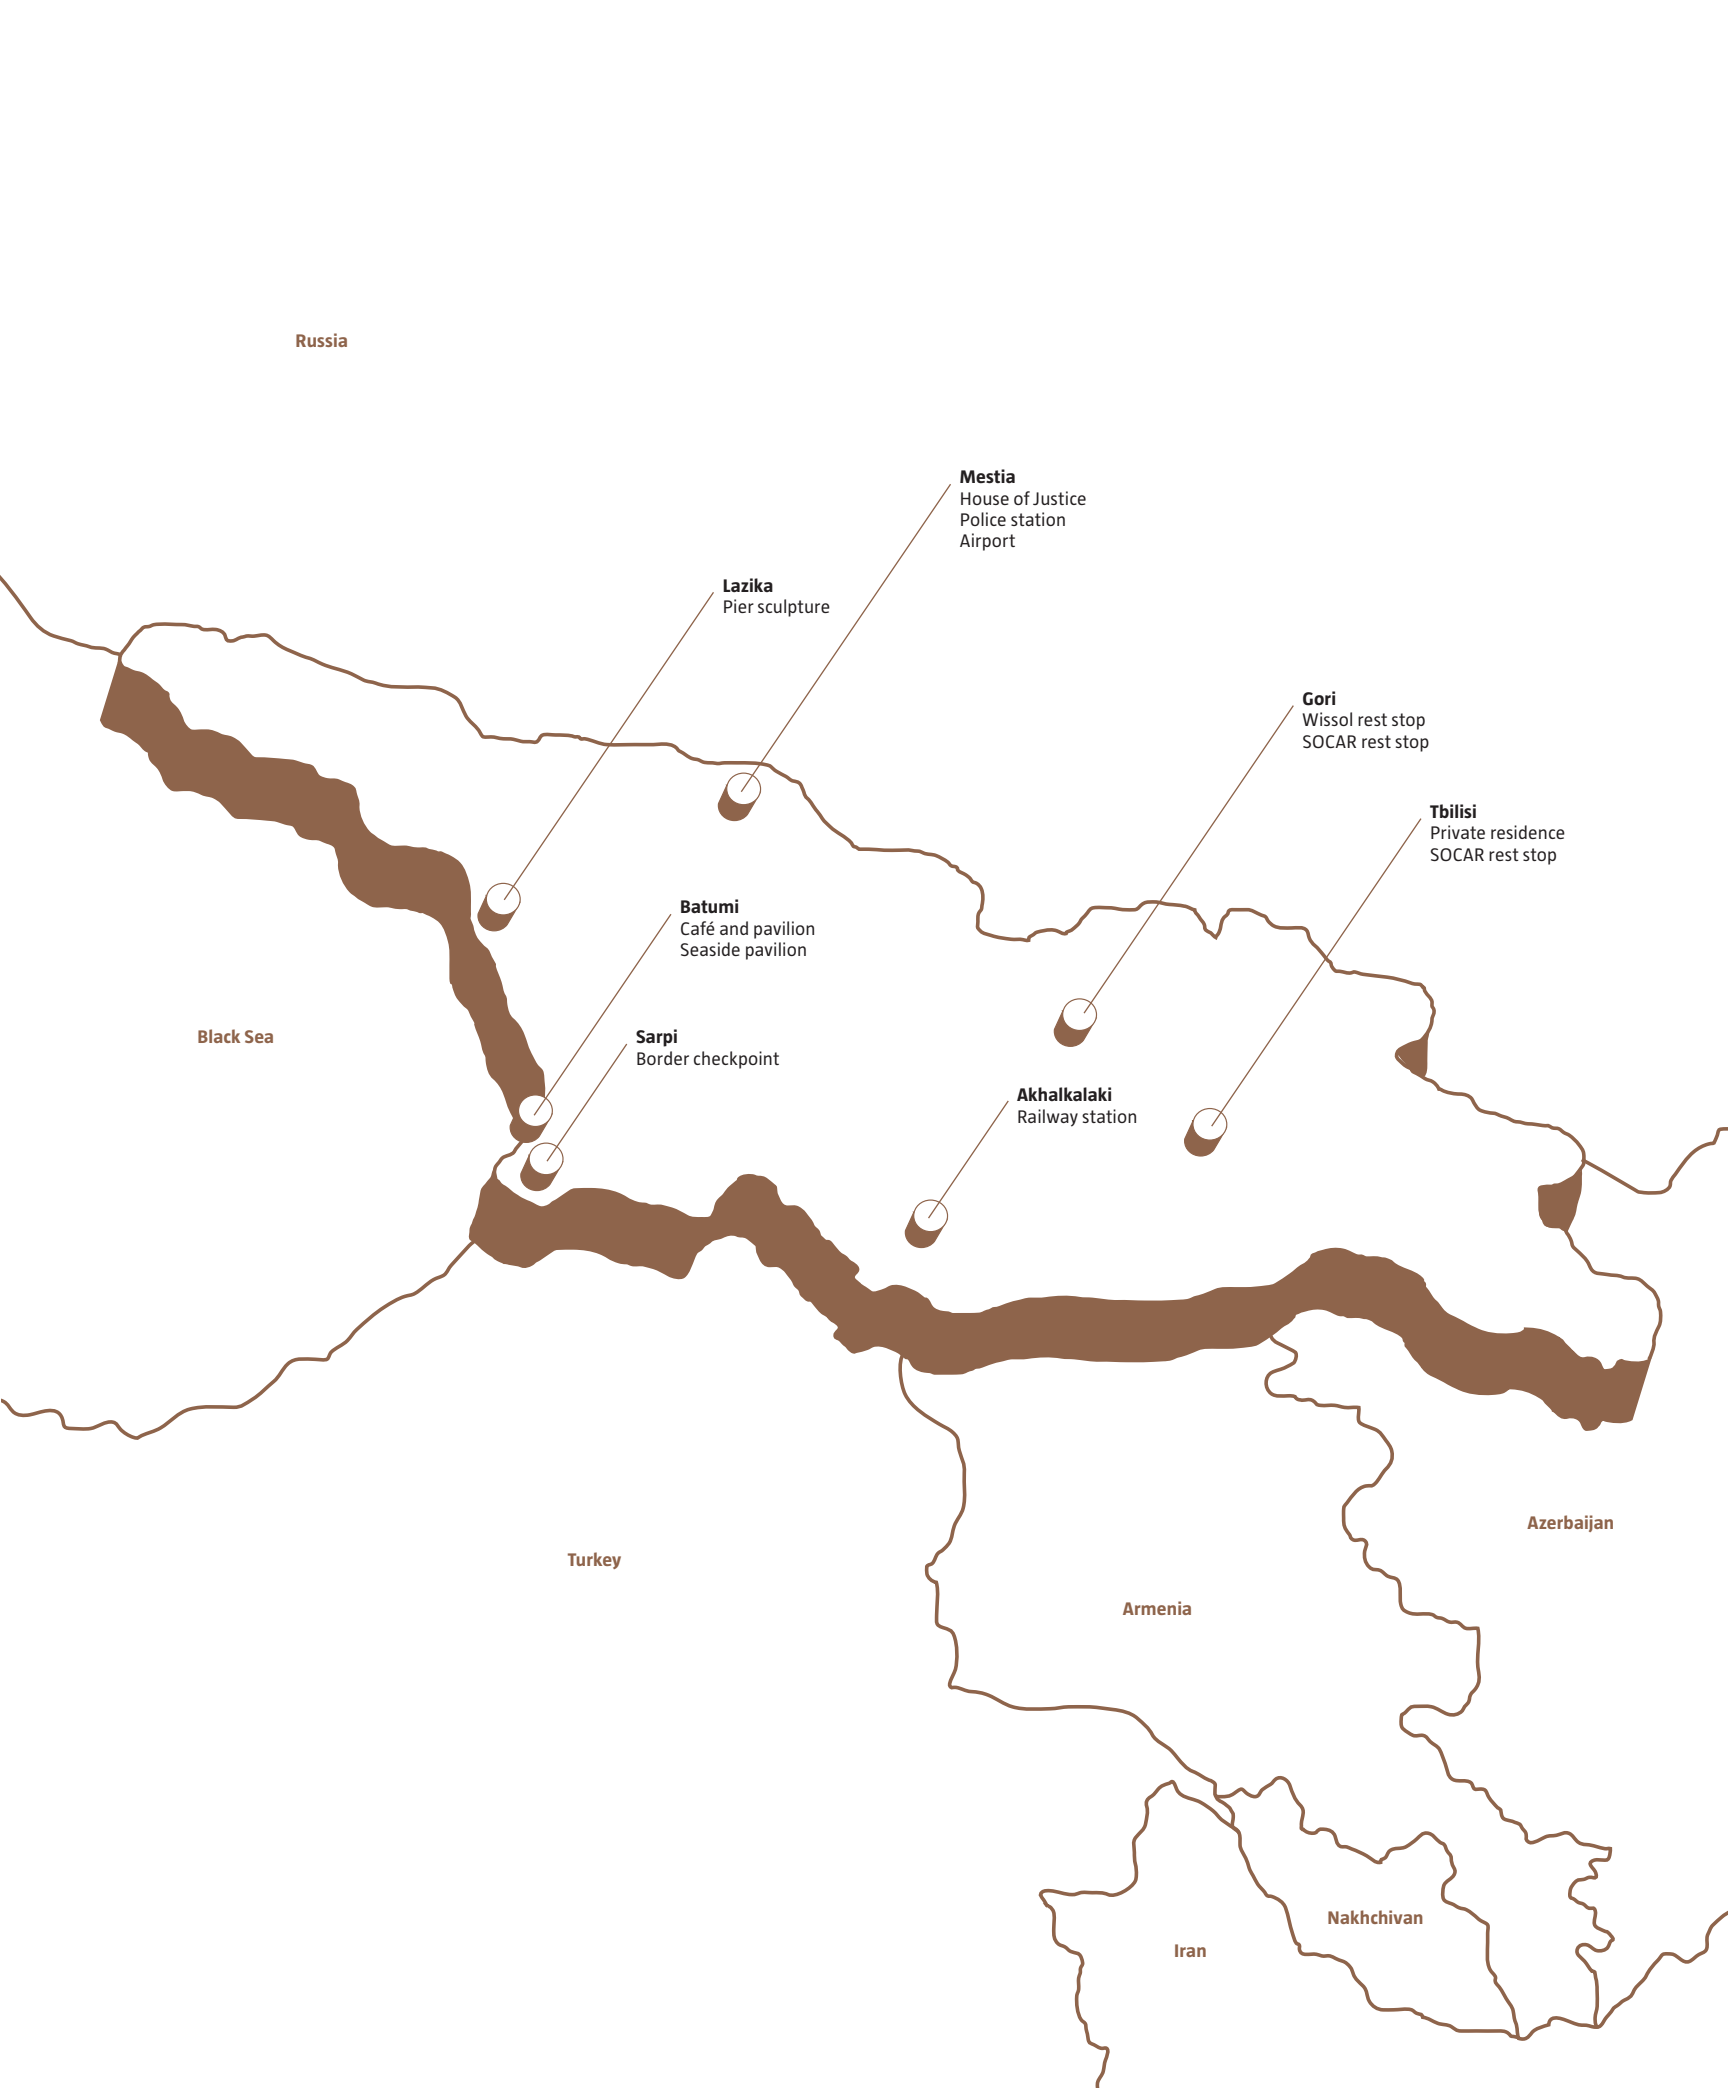 Russia
Mestia
House of Justice
Police station
Airport
Lazika
Pier sculpture
Gori
Wissol rest stop
SOCAR rest stop
Tbilisi
Private residence
SOCAR rest stop
Batumi
Café and pavilion
Seaside pavilion
Black Sea
Sarpi
Border checkpoint
Akhalkalaki
Railway station
Azerbaijan
Turkey
Armenia
Nakhchivan
Iran